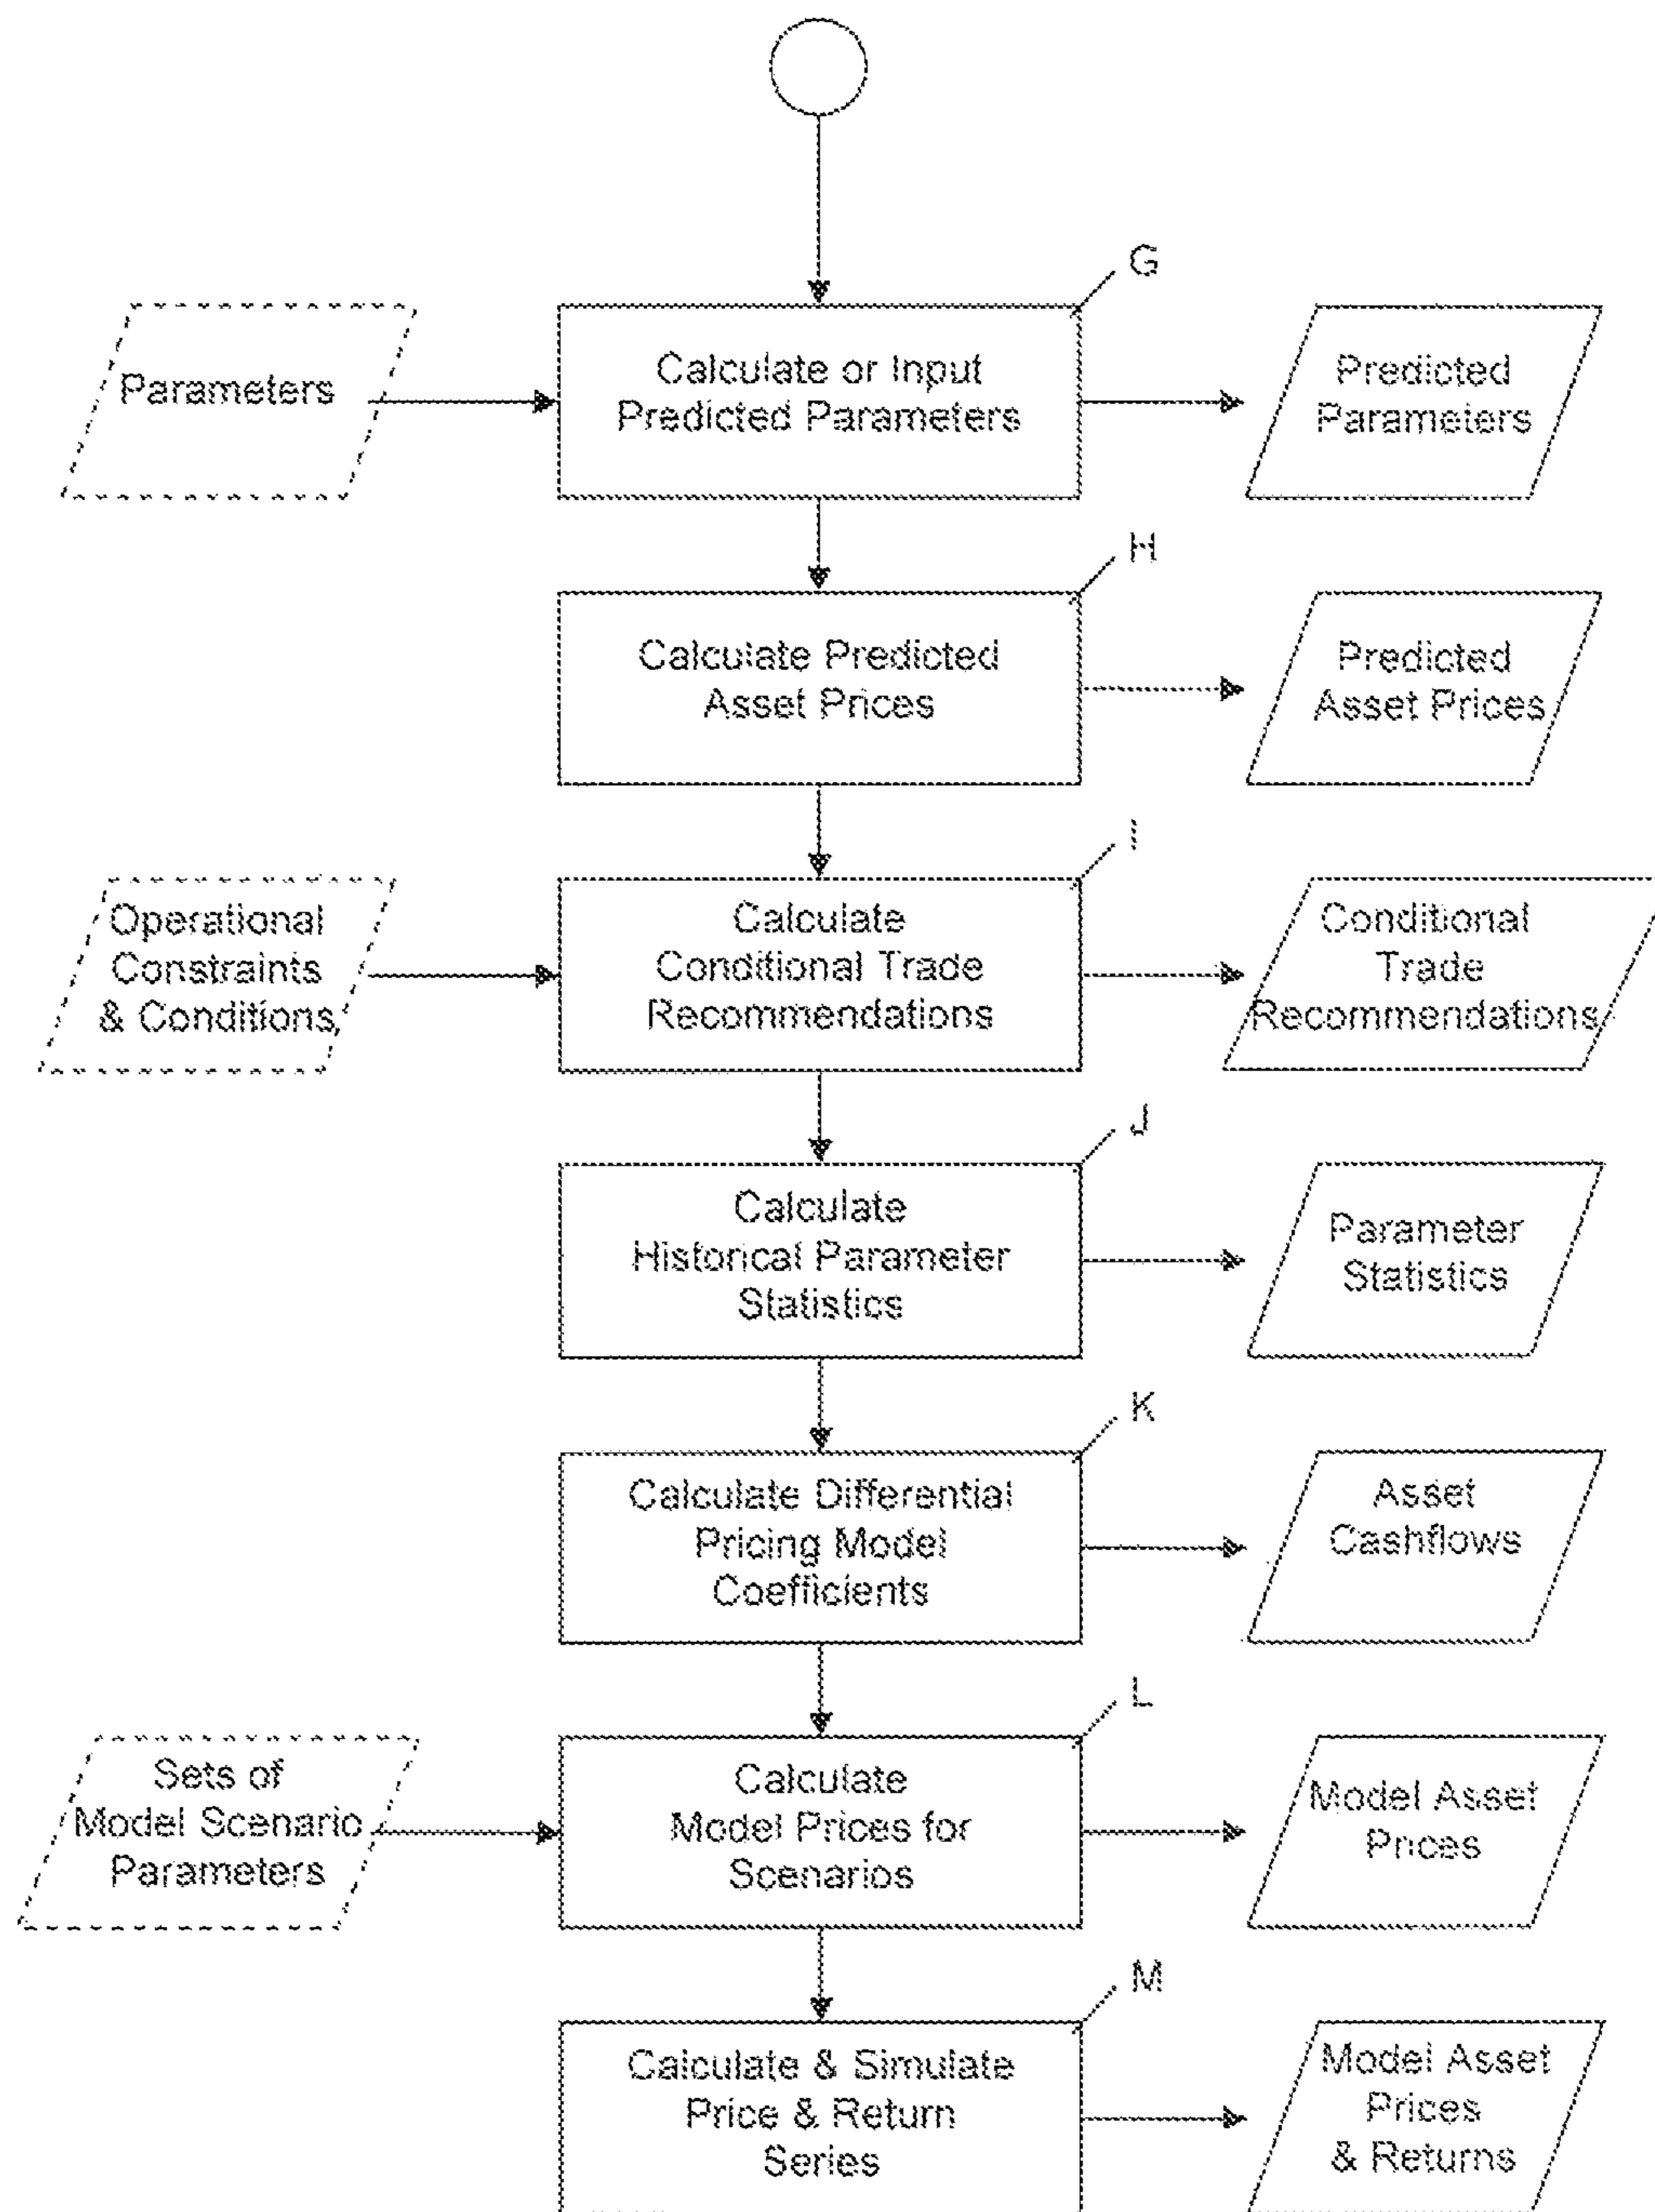 G
Parameters
Calculate or Input
Predicted Parameters
Predicted
Parameters
H
Calculate Predicted
Asset Prices
Predicted
Asset Prices
I
Operational
Constraints
& Conditions
Calculate
Conditional Trade
Recommendations
Conditional
Trade
Recommendations
J
Calculate
Historical Parameter
Statistics
Parameter
Statistics
K
Calculate Differential
Pricing Model
Coefficients
Asset
Cashflows
L
Sets of
Model Scenario
Parameters
Calculate
Model Prices for
Scenarios
Model Asset
Prices
M
Calculate & Simulate
Price & Return
Series
Model Asset
Prices
& Returns